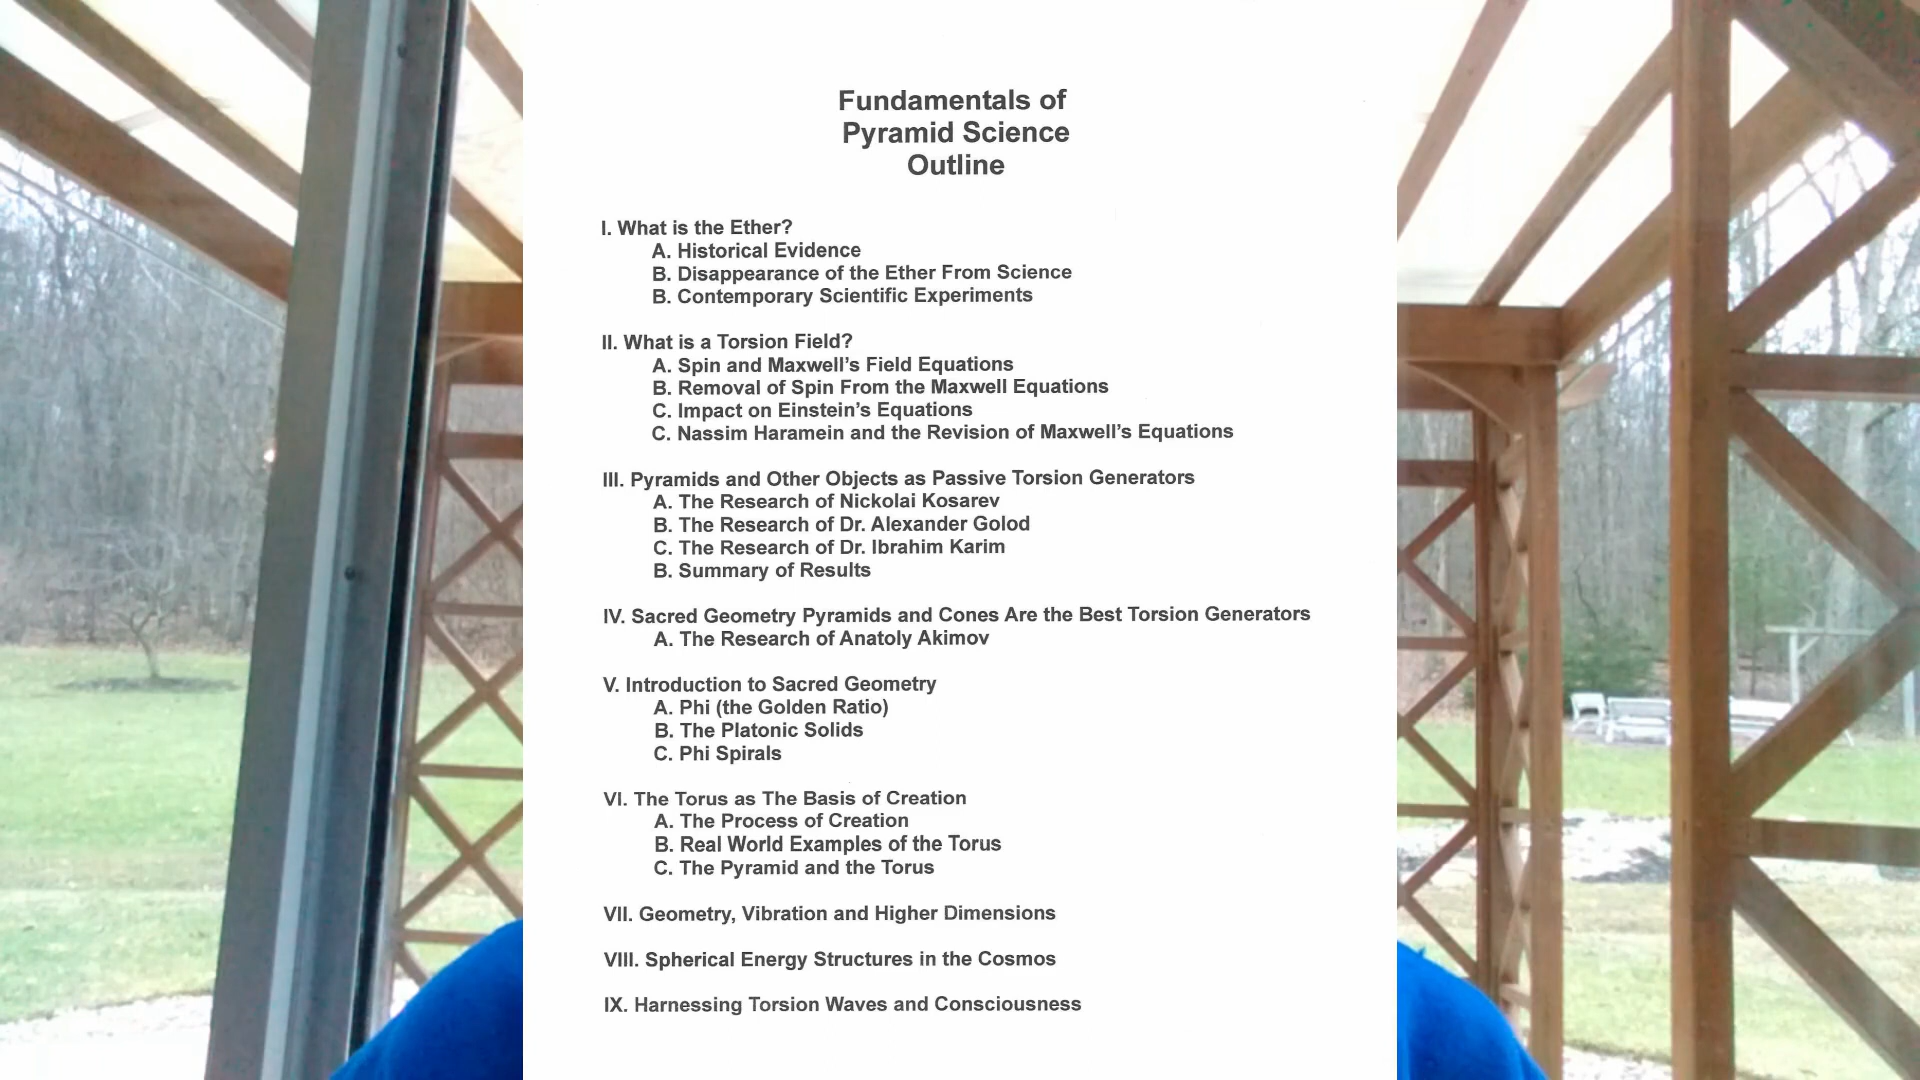 Fundamentals of
Pyramid Science
Outline
I. What is the Ether?
A. Historical Evidence
B. Disappearance of the Ether From Science
B. Contemporary Scientific Experiments
II. What is a Torsion Field?
A. Spin and Maxwell's Field Equations
B. Removal of Spin From the Maxwell Equations
C. Impact on Einstein's Equations
C. Nassim Haramein and the Revision of Maxwell's Equations
III. Pyramids and Other Objects as Passive Torsion Generators
A. The Research of Nickolai Kosarev
B. The Research of Dr. Alexander Golod
C. The Research of Dr. Ibrahim Karim
B. Summary of Results
IV. Sacred Geometry Pyramids and Cones Are the Best Torsion Generators
A. The Research of Anatoly Akimov
V. Introduction to Sacred Geometry
A. Phi (the Golden Ratio)
B. The Platonic Solids
C. Phi Spirals
VI. The Torus as The Basis of Creation
A. The Process of Creation
B. Real World Examples of the Torus
C. The Pyramid and the Torus
VII. Geometry, Vibration and Higher Dimensions
VIII. Spherical Energy Structures in the Cosmos
IX. Harnessing Torsion Waves and Consciousness